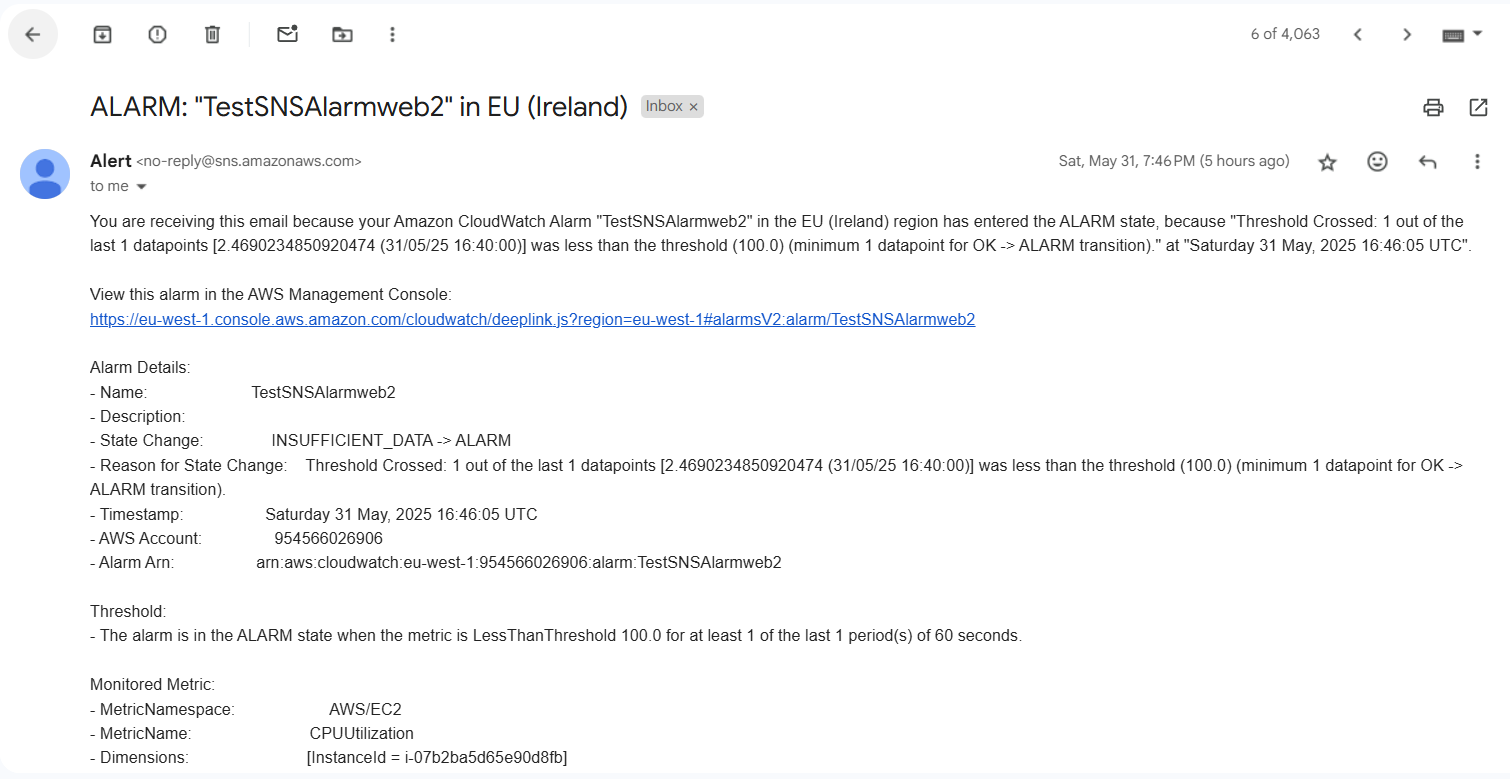 6 of 4,063
ALARM: "TestSNSAlarmweb2" in EU (Ireland) Inbox ×
Alert <no-reply@sns.amazonaws.com> Sat, May 31, 7:46 PM (5 hours ago)
to me
You are receiving this email because your Amazon CloudWatch Alarm "TestSNSAlarmweb2" in the EU (Ireland) region has entered the ALARM state, because "Threshold Crossed: 1 out of the
last 1 datapoints [2.4690234850920474 (31/05/25 16:40:00)] was less than the threshold (100.0) (minimum 1 datapoint for OK -> ALARM transition)." at "Saturday 31 May, 2025 16:46:05 UTC".
View this alarm in the AWS Management Console:
https://eu-west-1.console.aws.amazon.com/cloudwatch/deeplink.js?region=eu-west-1#alarmsV2:alarm/TestSNSAlarmweb2
Alarm Details:
- Name: TestSNSAlarmweb2
- Description:
- State Change: INSUFFICIENT_DATA -> ALARM
- Reason for State Change: Threshold Crossed: 1 out of the last 1 datapoints [2.4690234850920474 (31/05/25 16:40:00)] was less than the threshold (100.0) (minimum 1 datapoint for OK ->
ALARM transition).
- Timestamp: Saturday 31 May, 2025 16:46:05 UTC
- AWS Account: 954566026906
- Alarm Arn: arn:aws:cloudwatch:eu-west-1:954566026906:alarm:TestSNSAlarmweb2
Threshold:
- The alarm is in the ALARM state when the metric is LessThanThreshold 100.0 for at least 1 of the last 1 period(s) of 60 seconds.
Monitored Metric:
- MetricNamespace: AWS/EC2
- MetricName: CPUUtilization
- Dimensions: [InstanceId = i-07b2ba5d65e90d8fb]